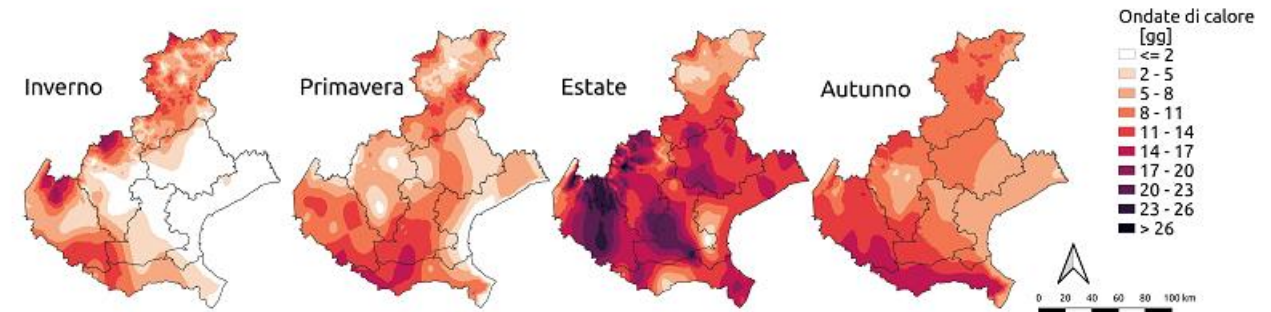 Inverno
Primavera
Estate
Autunno
Ondate di calore
[gg]
<= 2
2 - 5
5 - 8
8 - 11
11 - 14
14 - 17
17 - 20
20 - 23
23 - 26
> 26
0 20 40 60 80 100 km